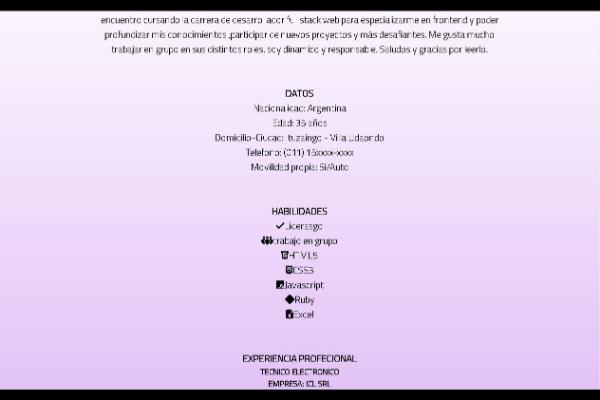 encuentro cursando la carrera de desarrollador full stack web para especializarme en frontend y poder
profundizar mis conocimientos ,participar de nuevos proyectos y más desafiantes. Me gusta mucho
trabajar en grupo en sus distintos roles, soy dinamico y responsable. Saludos y gracias por leerlo.
DATOS
Nacionalidad: Argentina
Edad: 35 años
Domicilio-Ciudad: Ituzaingo - Villa Udaondo
Telefono: (011) 15xxxx-xxxx
Movilidad propia: Si/Auto
HABILIDADES
Liderasgo
trabajo en grupo
HTML5
CSS3
Javascript
Ruby
Excel
EXPERIENCIA PROFECIONAL
TECNICO ELECTRONICO
EMPRESA: ICL SRL